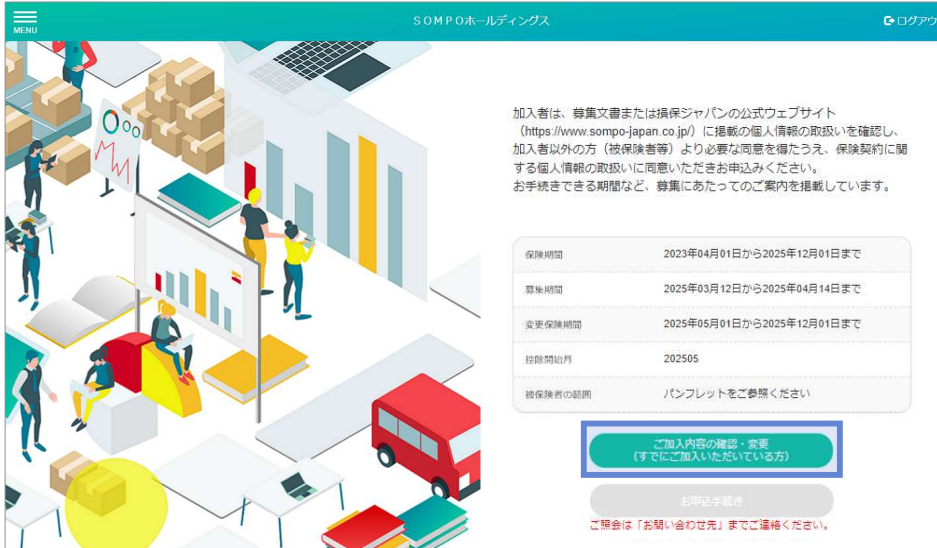 MENU
SOMPOホールディングス
ログアウ
加入者は、募集文書または損保ジャパンの公式ウェブサイト
（https://www.sompo-japan.co.jp/）に掲載の個人情報の取扱いを確認し、
加入者以外の方（被保険者等）より必要な同意を得たうえ、保険契約に関
する個人情報の取扱いに同意いただきお申込みください。
お手続きできる期間など、募集にあたってのご案内を掲載しています。
保険期間 2023年04月01日から2025年12月01日まで
募集期間 2025年03月12日から2025年04月14日まで
変更保険期間 2025年05月01日から2025年12月01日まで
控除開始月 202505
被保険者の範囲 パンフレットをご参照ください
ご加入内容の確認・変更
（すでにご加入いただいている方）
お申込手続き
ご照会は「お問い合わせ先」までご連絡ください。